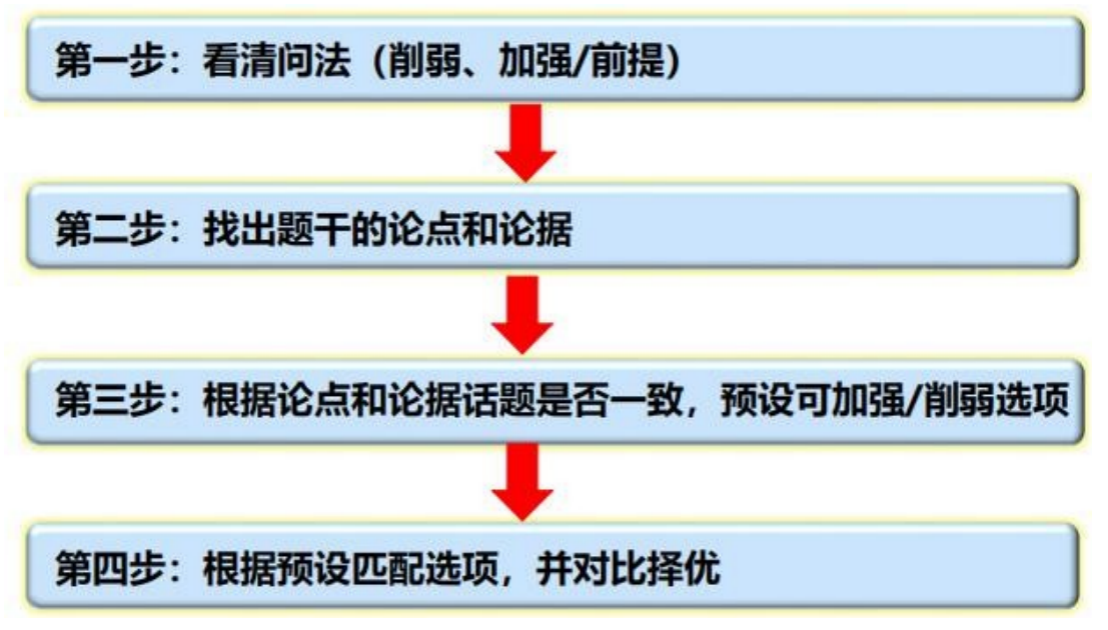 第一步：看清问法（削弱、加强/前提）
第二步：找出题干的论点和论据
第三步：根据论点和论据话题是否一致，预设可加强/削弱选项
第四步：根据预设匹配选项，并对比择优